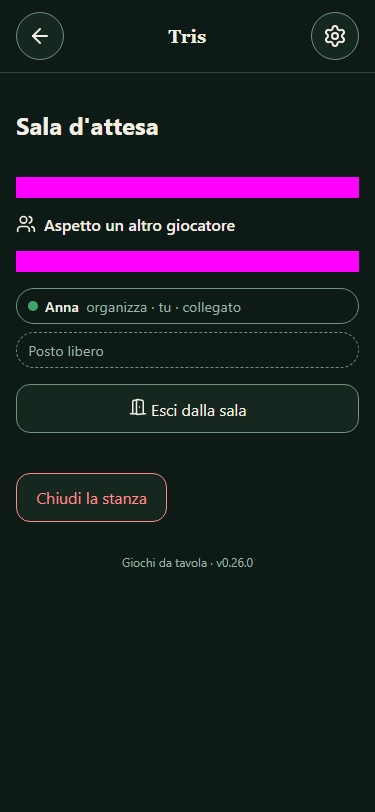 Tris
Sala d'attesa
Aspetto un altro giocatore
Anna organizza · tu · collegato
Posto libero
Esci dalla sala
Chiudi la stanza
Giochi da tavola · v0.26.0